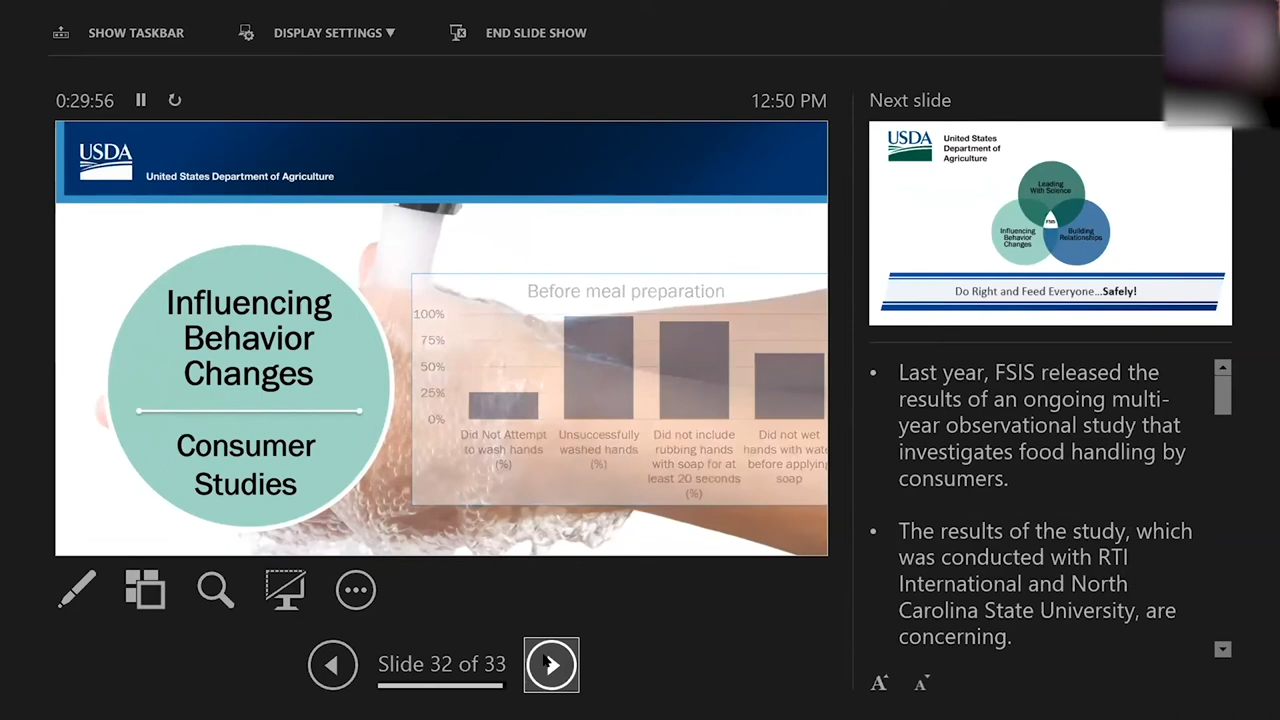 SHOW TASKBAR
DISPLAY SETTINGS ▼
END SLIDE SHOW
0:29:56
12:50 PM
USDA
United States Department of Agriculture
Influencing
Behavior
Changes
Consumer
Studies
Before meal preparation
100%
75%
50%
25%
0%
Did Not Attempt
to wash hands
(%)
Unsuccessfully
washed hands
(%)
Did not include
rubbing hands
with soap for at
least 20 seconds
(%)
Did not wet
hands with wate
before applying
soap
Slide 32 of 33
Next slide
USDA
United States
Department of
Agriculture
Leading
With Science
Influencing
Behavior
Changes
FSIS
Building
Relationships
Do Right and Feed Everyone...Safely!
• Last year, FSIS released the
results of an ongoing multi-
year observational study that
investigates food handling by
consumers.
• The results of the study, which
was conducted with RTI
International and North
Carolina State University, are
concerning.
A A